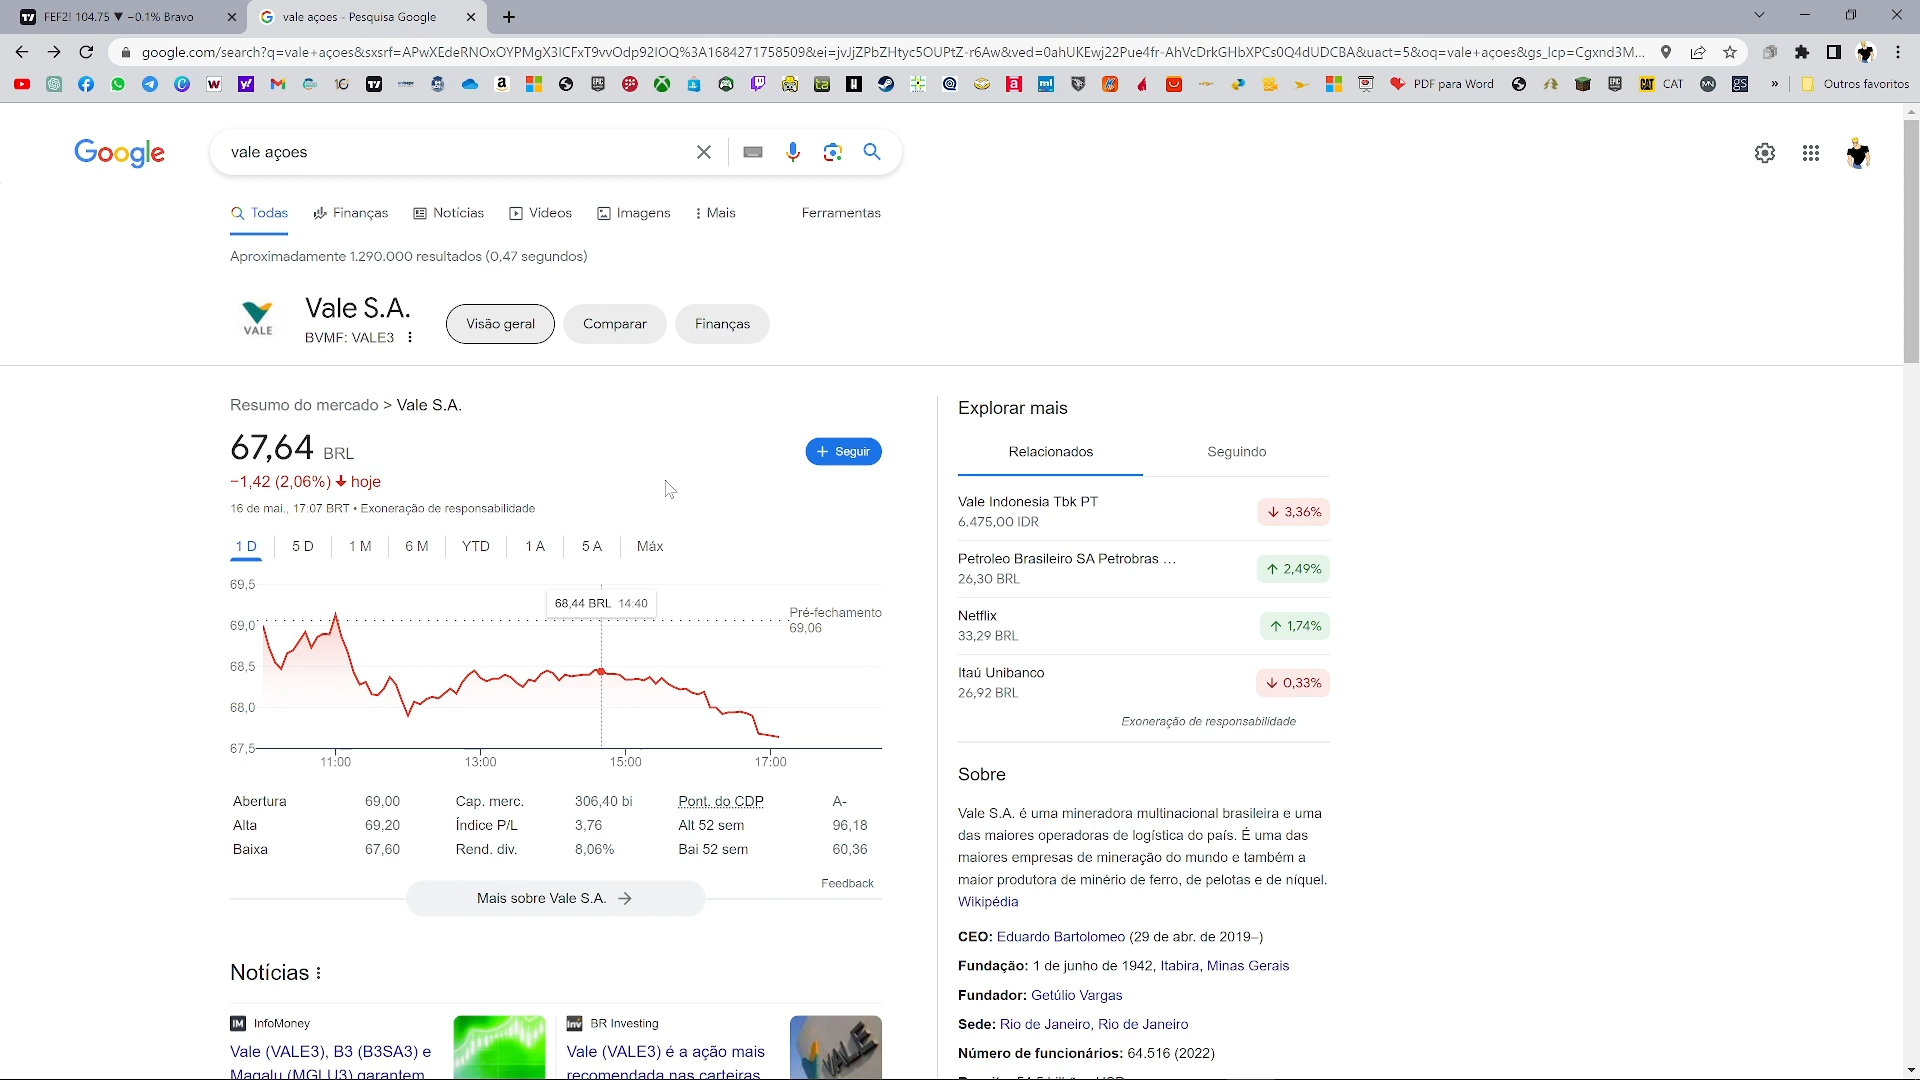 FEF2! 104.75 ▼ −0.1% Bravo
vale açoes - Pesquisa Google
google.com/search?q=vale+açoes&sxsrf=APwXEdeRNOxOYPMgX3ICFxT9vvOdp92IOQ%3A1684271758509&ei=jvJjZPbZHtyc5OUPtZ-r6Aw&ved=0ahUKEwj22Pue4fr-AhVcDrkGHbXPCs0Q4dUDCBA&uact=5&oq=vale+açoes&gs_lcp=Cgxnd3M...
PDF para Word
CAT
»
Outros favoritos
Google
vale açoes
Todas
Finanças
Notícias
Vídeos
Imagens
Mais
Ferramentas
Aproximadamente 1.290.000 resultados (0,47 segundos)
VALE
Vale S.A.
BVMF: VALE3
Visão geral
Comparar
Finanças
Resumo do mercado > Vale S.A.
67,64 BRL
+ Seguir
−1,42 (2,06%) ↓ hoje
16 de mai., 17:07 BRT • Exoneração de responsabilidade
1 D
5 D
1 M
6 M
YTD
1 A
5 A
Máx
69,5
69,0
68,5
68,0
67,5
68,44 BRL 14:40
Pré-fechamento
69,06
11:00
13:00
15:00
17:00
Abertura 69,00 Cap. merc. 306,40 bi Pont. do CDP A-
Alta 69,20 Índice P/L 3,76 Alt 52 sem 96,18
Baixa 67,60 Rend. div. 8,06% Bai 52 sem 60,36
Feedback
Mais sobre Vale S.A. →
Notícias
InfoMoney
Vale (VALE3), B3 (B3SA3) e
Magalu (MGLU3) garantem
BR Investing
Vale (VALE3) é a ação mais
recomendada nas carteiras
VALE
Explorar mais
Relacionados
Seguindo
Vale Indonesia Tbk PT
6.475,00 IDR
↓ 3,36%
Petroleo Brasileiro SA Petrobras ...
26,30 BRL
↑ 2,49%
Netflix
33,29 BRL
↑ 1,74%
Itaú Unibanco
26,92 BRL
↓ 0,33%
Exoneração de responsabilidade
Sobre
Vale S.A. é uma mineradora multinacional brasileira e uma
das maiores operadoras de logística do país. É uma das
maiores empresas de mineração do mundo e também a
maior produtora de minério de ferro, de pelotas e de níquel.
Wikipédia
CEO: Eduardo Bartolomeo (29 de abr. de 2019–)
Fundação: 1 de junho de 1942, Itabira, Minas Gerais
Fundador: Getúlio Vargas
Sede: Rio de Janeiro, Rio de Janeiro
Número de funcionários: 64.516 (2022)